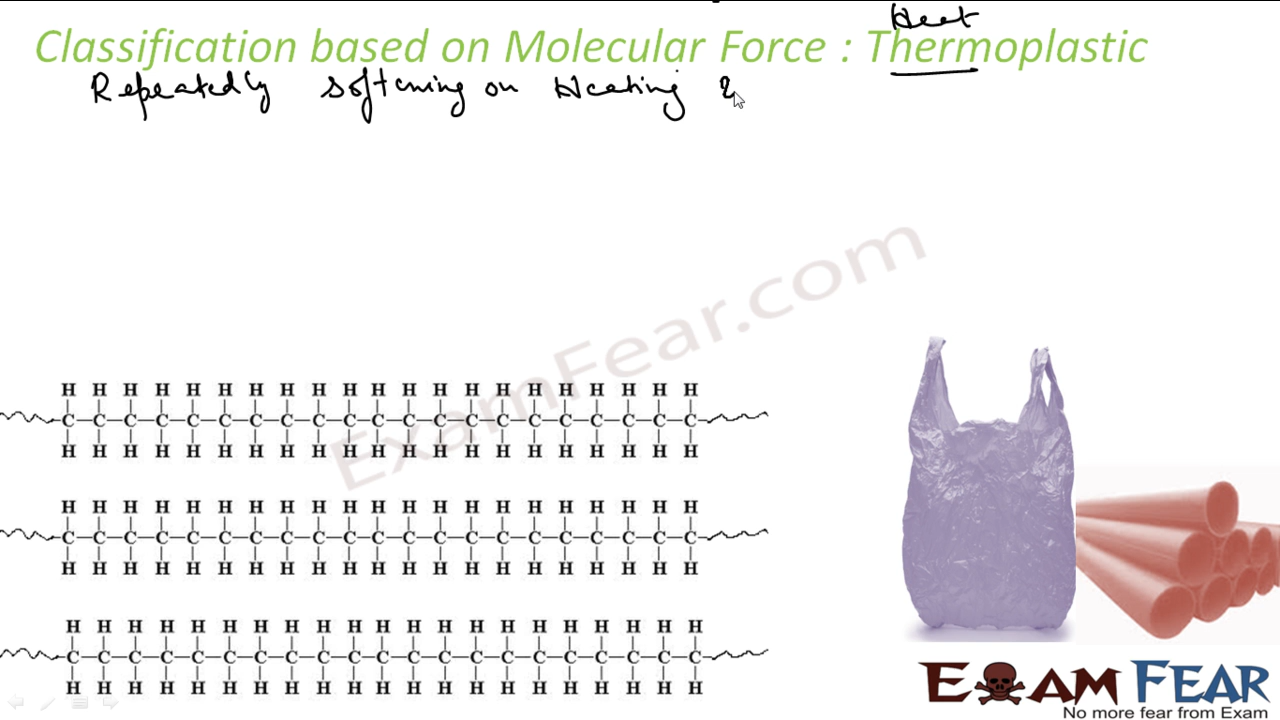 Heat
Classification based on Molecular Force : Thermoplastic
Repeatedly softening on Heating &
ExamFear.com
H H H H H H H H H H H H H H H H H H H H H
C—C—C—C—C—C—C—C—C—C—C—C—C—C—C—C—C—C—C—C—C
H H H H H H H H H H H H H H H H H H H H H
H H H H H H H H H H H H H H H H H H H H H
C—C—C—C—C—C—C—C—C—C—C—C—C—C—C—C—C—C—C—C—C
H H H H H H H H H H H H H H H H H H H H H
H H H H H H H H H H H H H H H H H H H H H
C—C—C—C—C—C—C—C—C—C—C—C—C—C—C—C—C—C—C—C—C
H H H H H H H H H H H H H H H H H H H H H
EXAM FEAR
No more fear from Exam